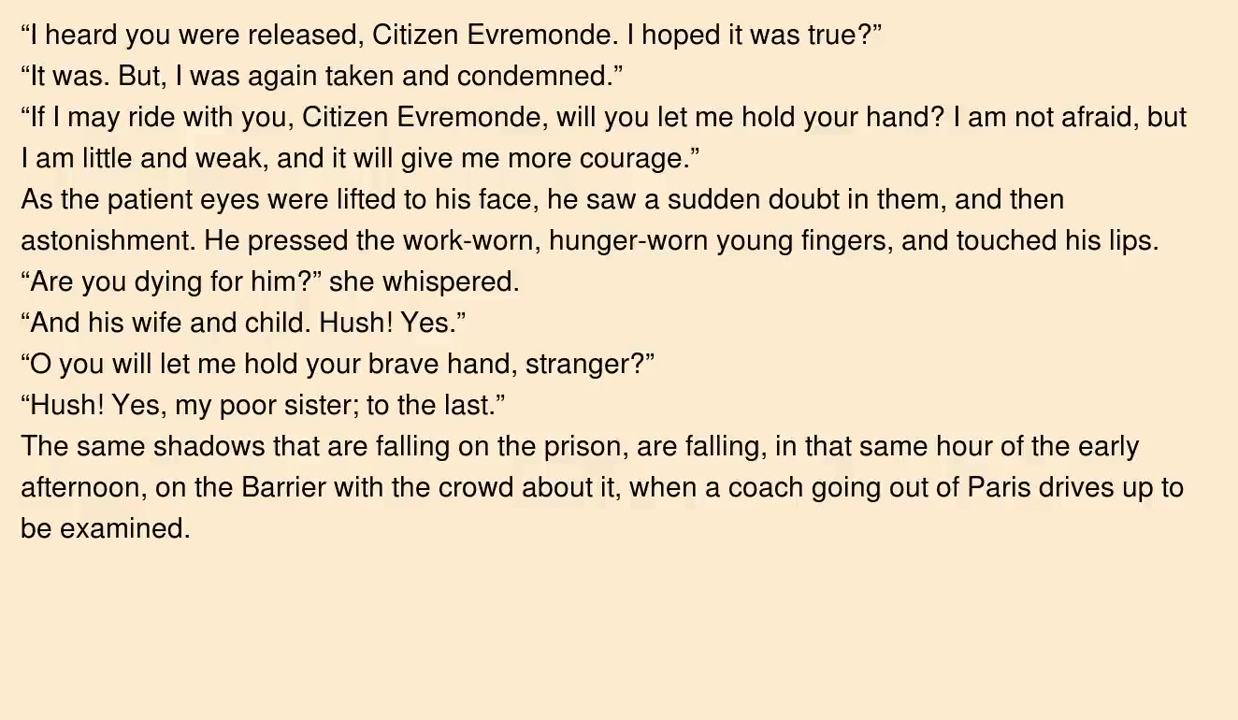 “I heard you were released, Citizen Evremonde. I hoped it was true?”
“It was. But, I was again taken and condemned.”
“If I may ride with you, Citizen Evremonde, will you let me hold your hand? I am not afraid, but
I am little and weak, and it will give me more courage.”
As the patient eyes were lifted to his face, he saw a sudden doubt in them, and then
astonishment. He pressed the work-worn, hunger-worn young fingers, and touched his lips.
“Are you dying for him?” she whispered.
“And his wife and child. Hush! Yes.”
“O you will let me hold your brave hand, stranger?”
“Hush! Yes, my poor sister; to the last.”
The same shadows that are falling on the prison, are falling, in that same hour of the early
afternoon, on the Barrier with the crowd about it, when a coach going out of Paris drives up to
be examined.